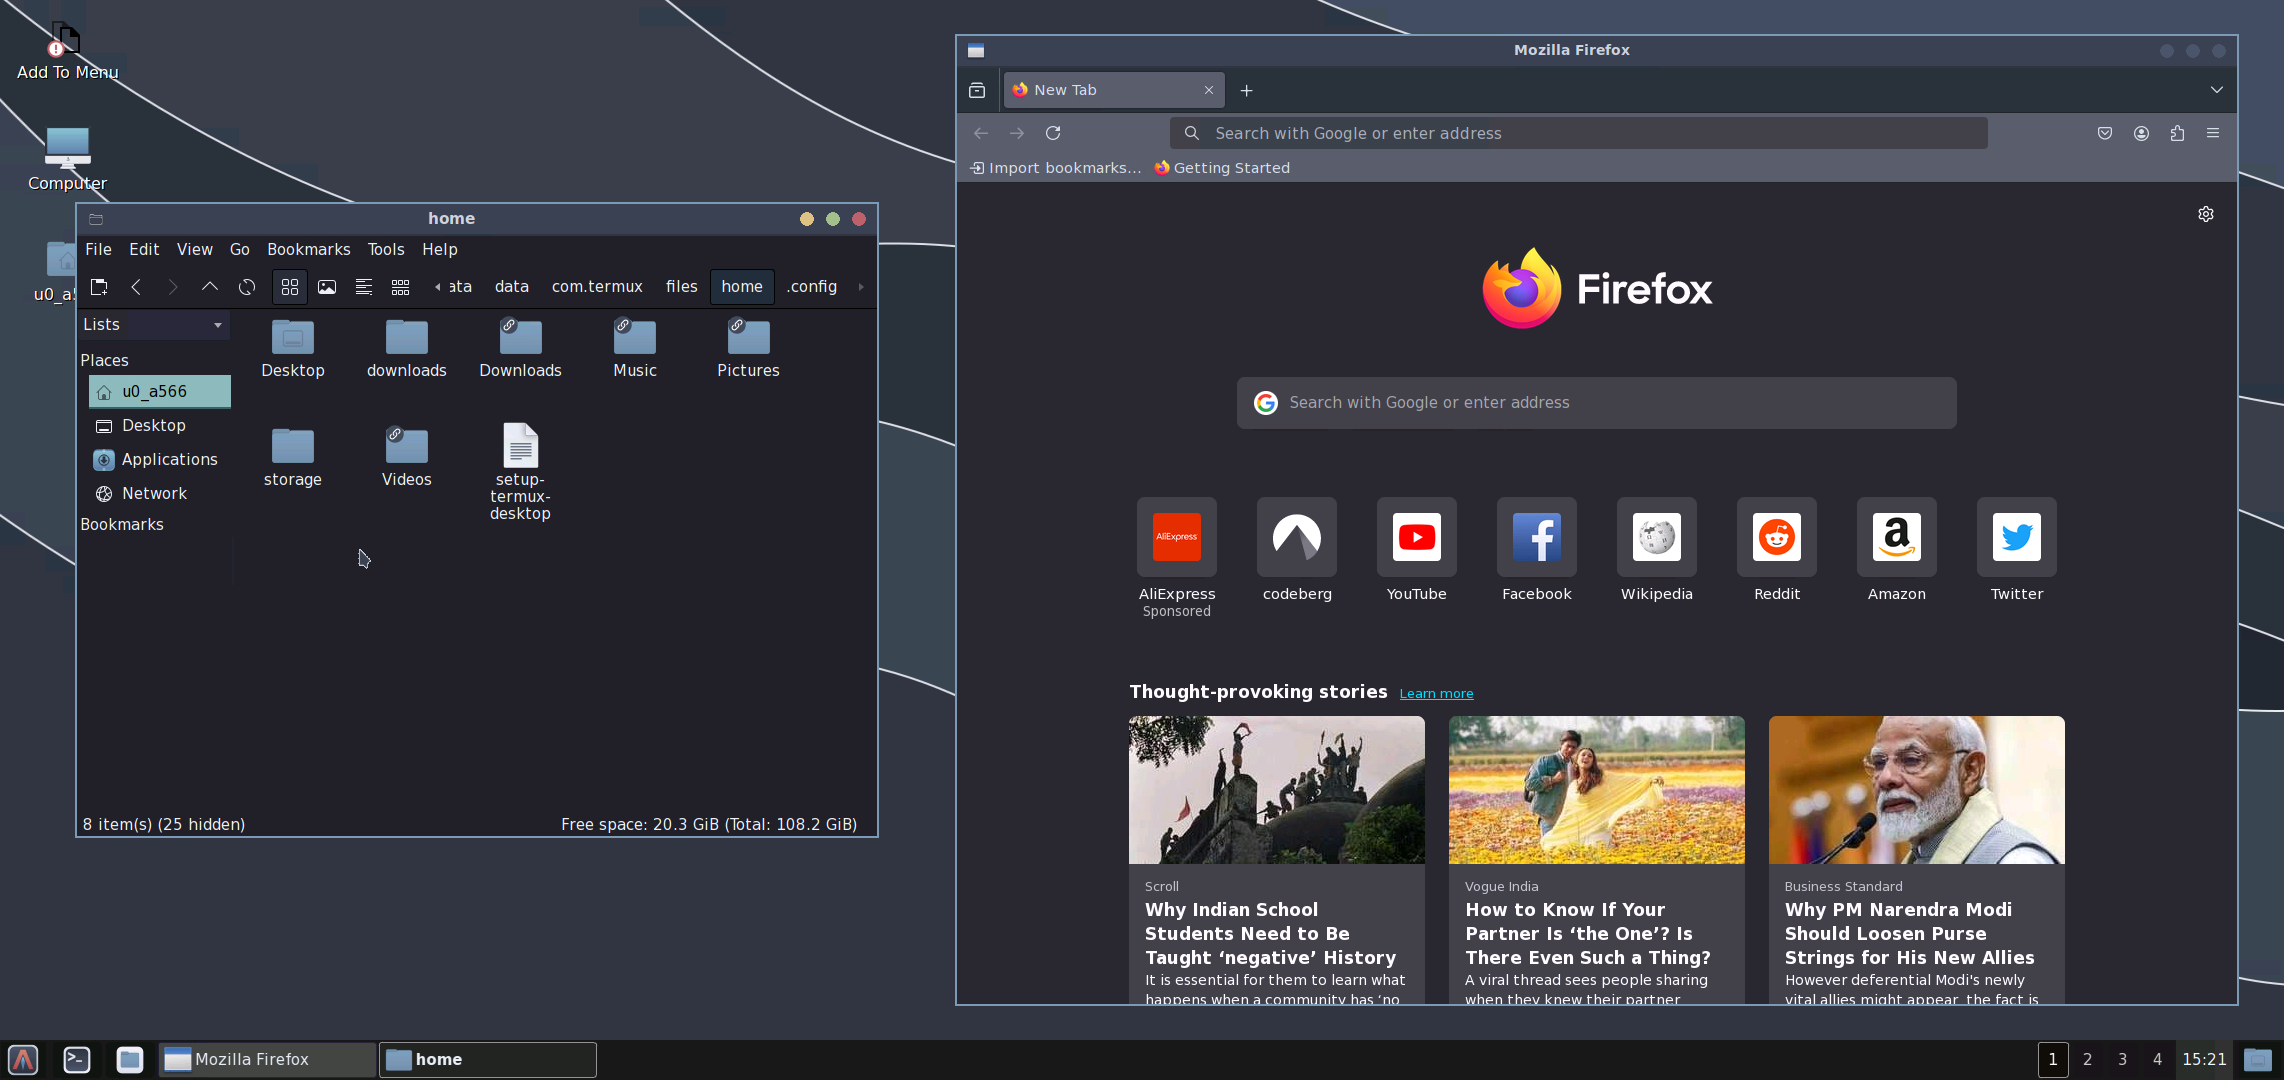 Add To Menu
Computer
home
File Edit View Go Bookmarks Tools Help
ata data com.termux files home .config
Lists
Places
u0_a566
Desktop
Applications
Network
Bookmarks
Desktop downloads Downloads Music Pictures
storage Videos setup-
termux-
desktop
8 item(s) (25 hidden) Free space: 20.3 GiB (Total: 108.2 GiB)
Mozilla Firefox
New Tab
Search with Google or enter address
Import bookmarks... Getting Started
Firefox
Search with Google or enter address
AliExpress
AliExpress codeberg YouTube Facebook Wikipedia Reddit Amazon Twitter
Sponsored
Thought-provoking stories Learn more
Scroll
Why Indian School
Students Need to Be
Taught ‘negative’ History
It is essential for them to learn what
happens when a community has ‘no
Vogue India
How to Know If Your
Partner Is ‘the One’? Is
There Even Such a Thing?
A viral thread sees people sharing
when they knew their partner
Business Standard
Why PM Narendra Modi
Should Loosen Purse
Strings for His New Allies
However deferential Modi's newly
vital allies might appear, the fact is
Mozilla Firefox home 1 2 3 4 15:21